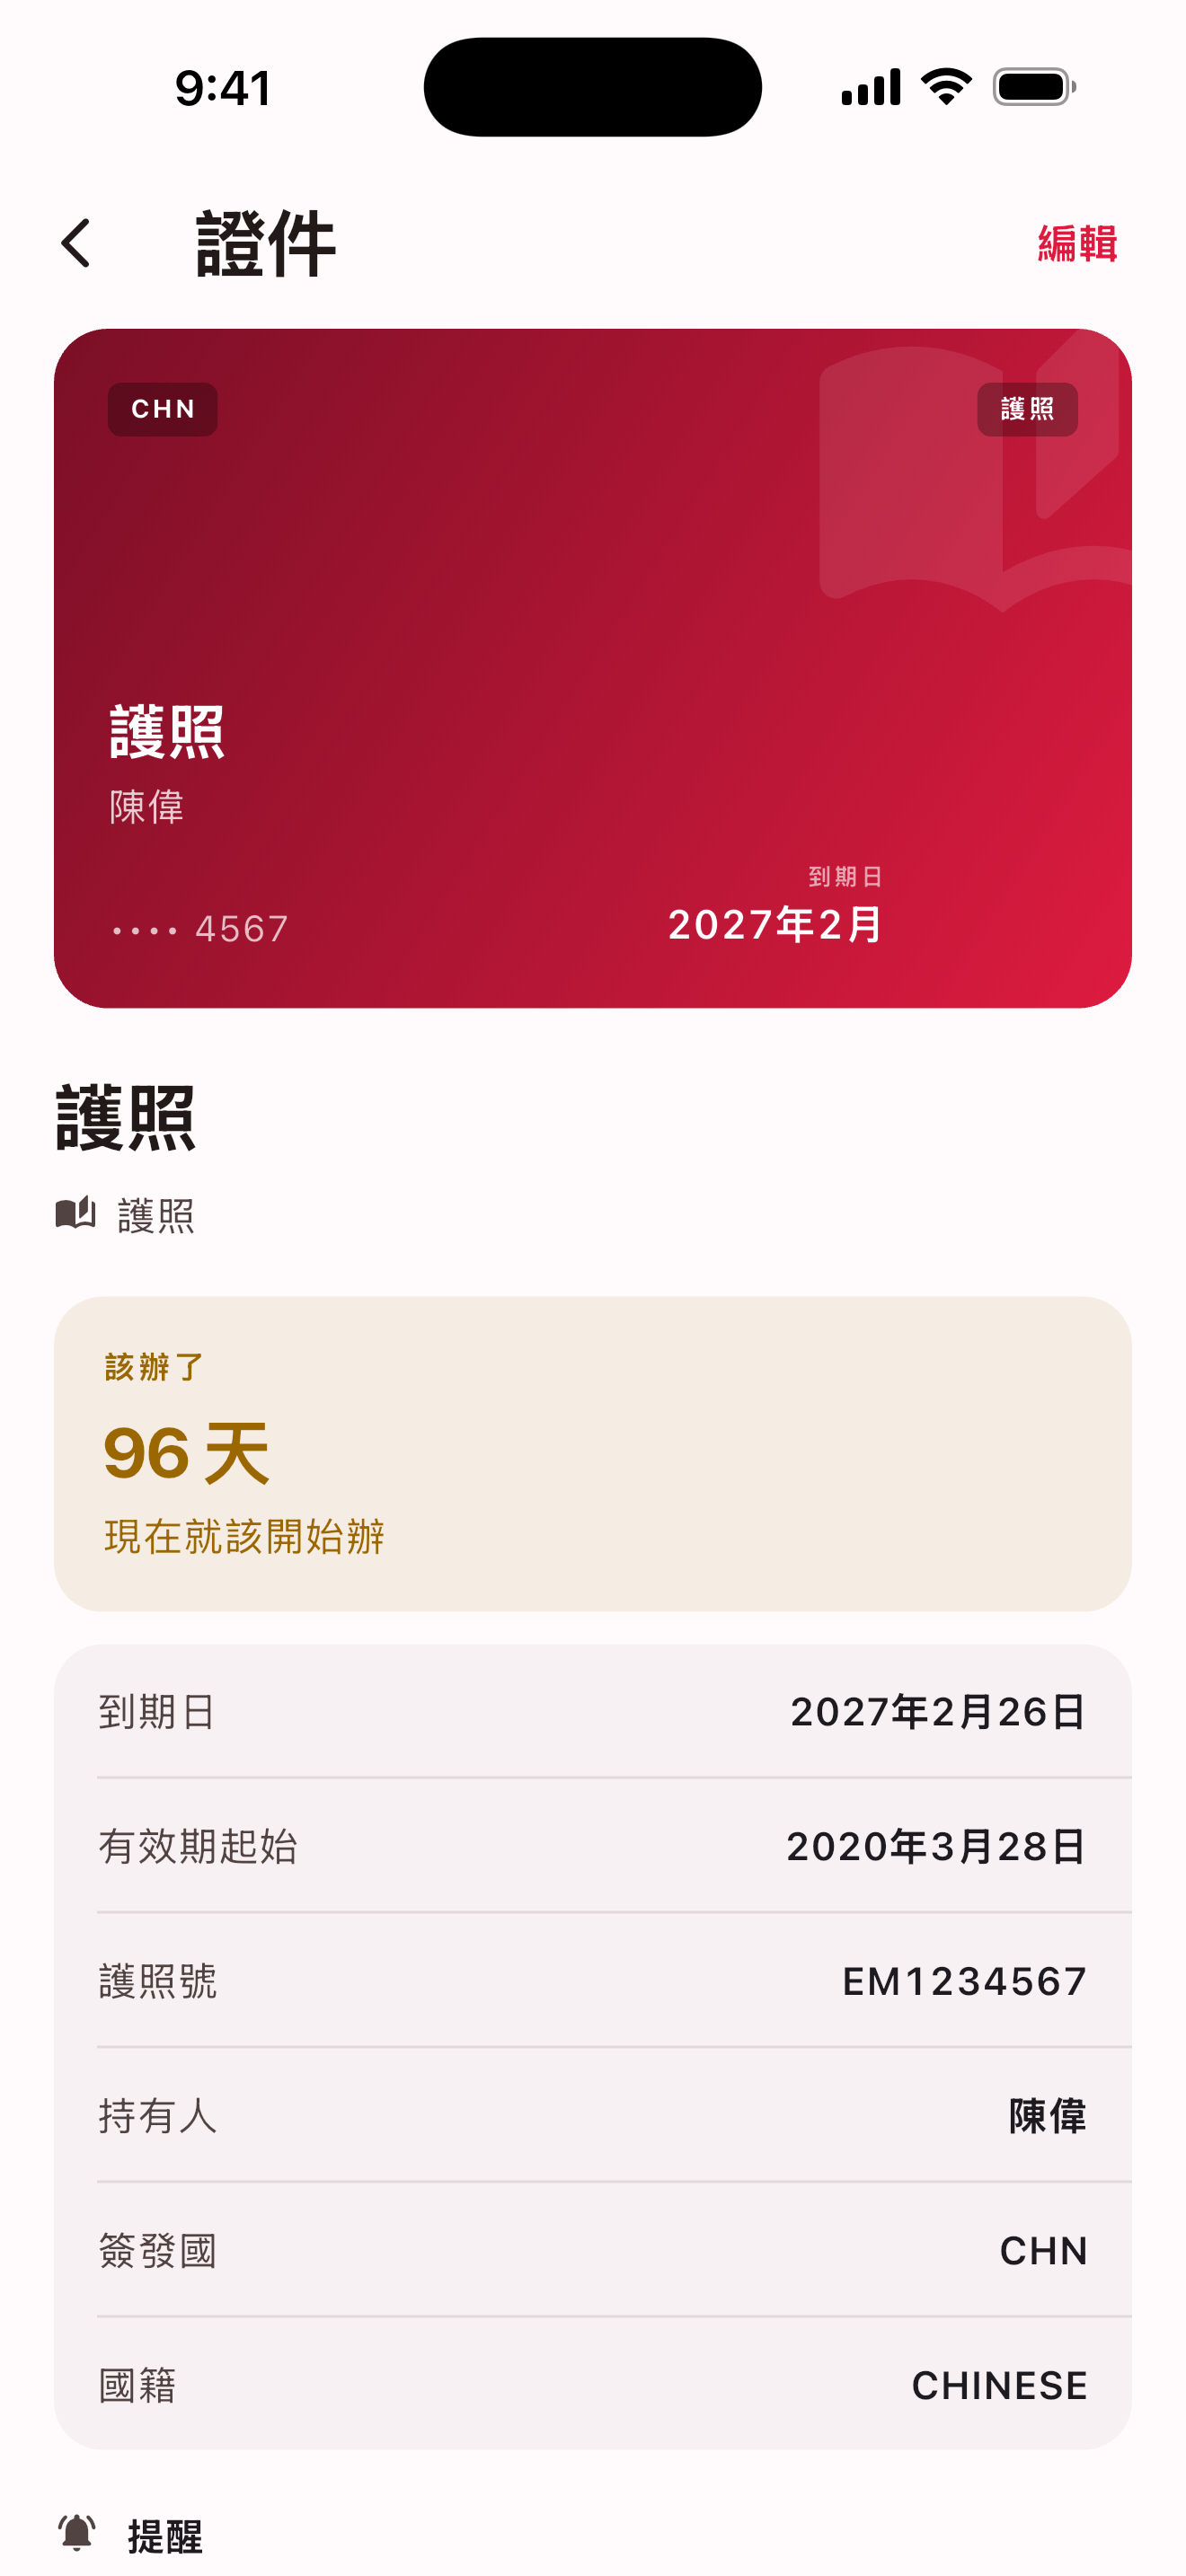 9:41
證件
編輯
CHN
護照
護照
陳偉
到期日
•••• 4567
2027年2月
護照
護照
該辦了
96 天
現在就該開始辦
到期日
2027年2月26日
有效期起始
2020年3月28日
護照號
EM1234567
持有人
陳偉
簽發國
CHN
國籍
CHINESE
提醒